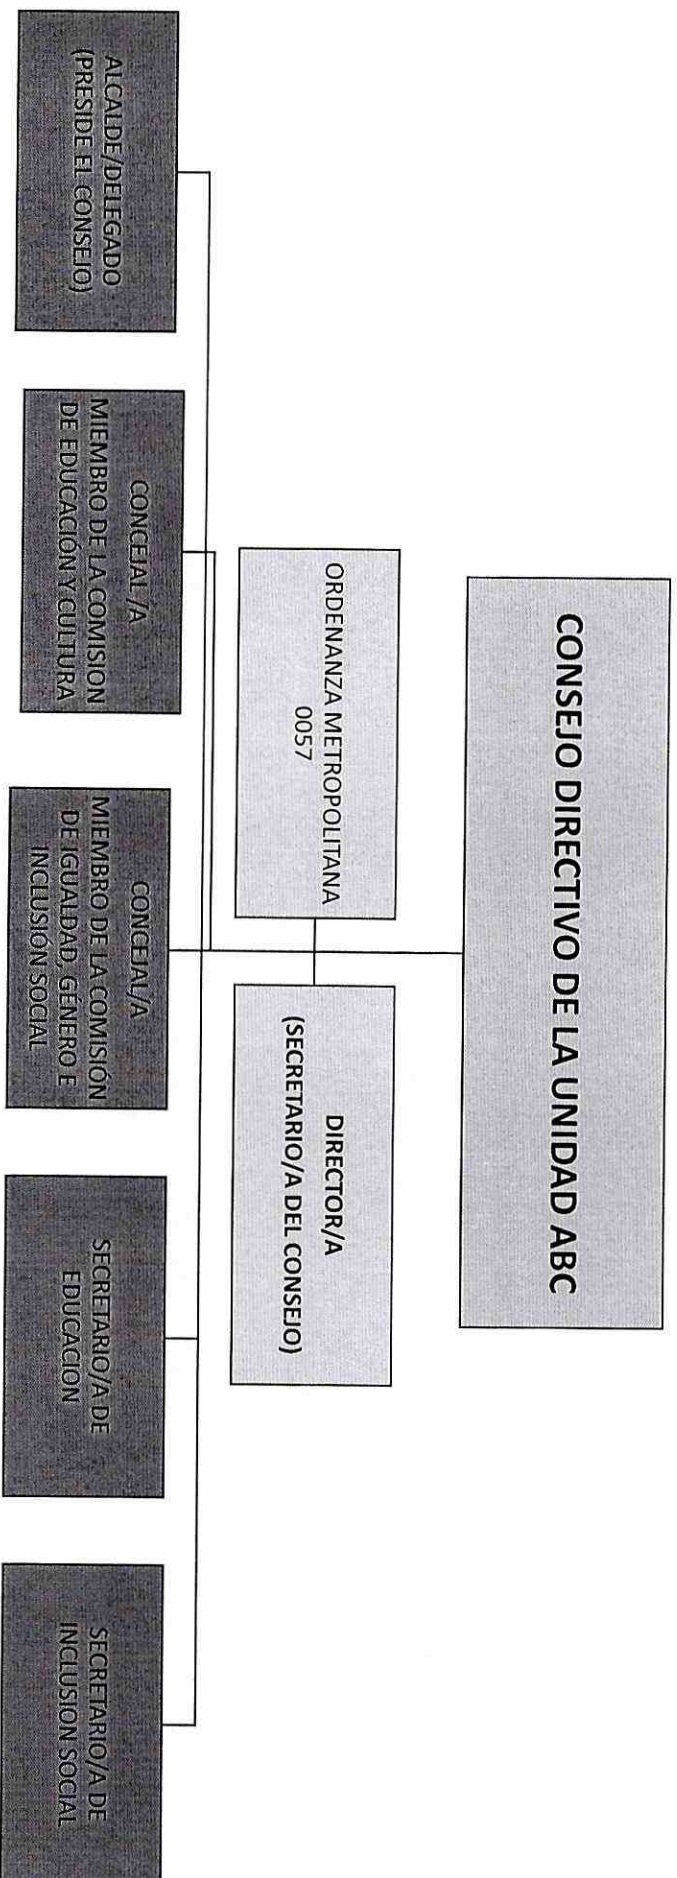 CONSEJO DIRECTIVO DE LA UNIDAD ABC
ORDENANZA METROPOLITANA
0057
DIRECTOR/A
(SECRETARIO/A DEL CONSEJO)
ALCALDE/DELEGADO
(PRESIDE EL CONSEJO)
CONCEJAL /A
MIEMBRO DE LA COMISION
DE EDUCACIÓN Y CULTURA
CONCEJAL/A
MIEMBRO DE LA COMISIÓN
DE IGUALDAD, GÉNERO E
INCLUSIÓN SOCIAL
SECRETARIO/A DE
EDUCACION
SECRETARIO/A DE
INCLUSION SOCIAL